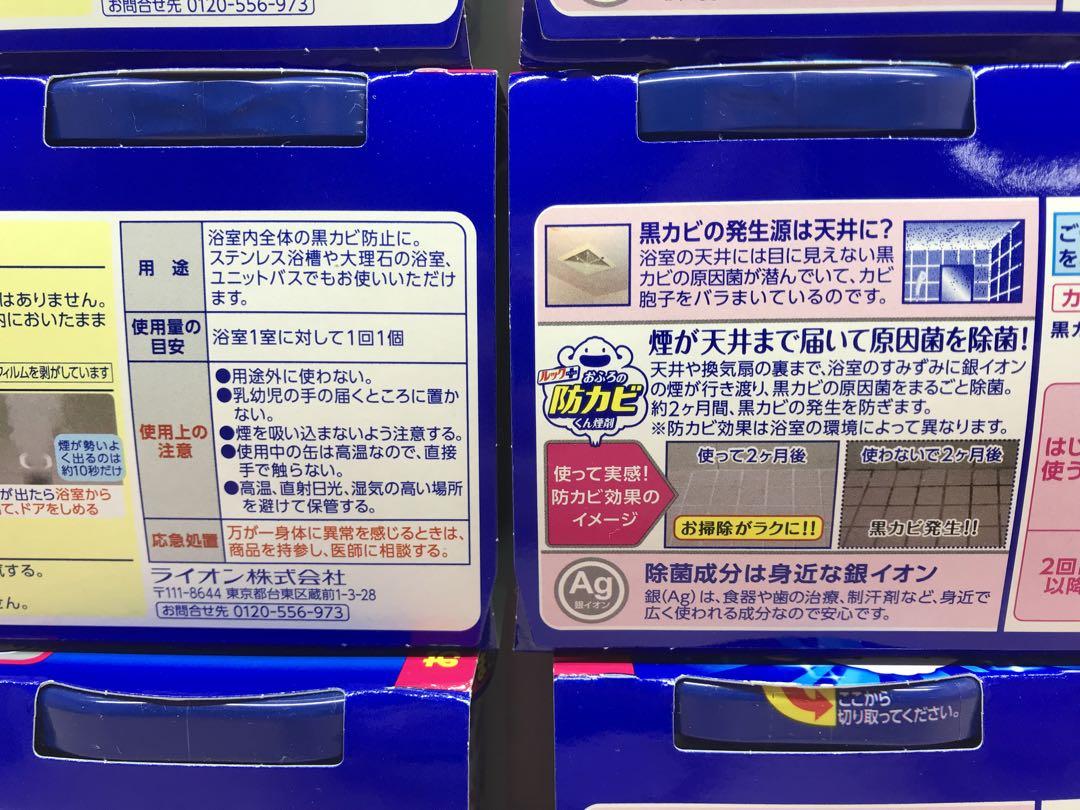 お問合せ先 0120-556-973
はありません。
内においたまま
フィルムを剥がしています
煙が勢いよ
く出るのは
約10秒だけ
が出たら浴室から
て、ドアをしめる
気する。
せん。
用途
浴室内全体の黒カビ防止に。
ステンレス浴槽や大理石の浴室、
ユニットバスでもお使いいただけ
ます。
使用量の
目安
浴室1室に対して1回1個
使用上の
注意
●用途外に使わない。
●乳幼児の手の届くところに置か
ない。
●煙を吸い込まないよう注意する。
●使用中の缶は高温なので、直接
手で触らない。
●高温、直射日光、湿気の高い場所
を避けて保管する。
応急処置
万が一身体に異常を感じるときは、
商品を持参し、医師に相談する。
ライオン株式会社
〒111-8644 東京都台東区蔵前1-3-28
お問合せ先 0120-556-973
黒カビの発生源は天井に?
浴室の天井には目に見えない黒
カビの原因菌が潜んでいて、カビ
胞子をバラまいているのです。
煙が天井まで届いて原因菌を除菌!
ルックプラス
おふろの
防カビ
くん煙剤
天井や換気扇の裏まで、浴室のすみずみに銀イオン
の煙が行き渡り、黒カビの原因菌をまるごと除菌。
約2ヶ月間、黒カビの発生を防ぎます。
※防カビ効果は浴室の環境によって異なります。
使って実感!
防カビ効果の
イメージ
使って2ヶ月後
お掃除がラクに!!
使わないで2ヶ月後
黒カビ発生!!
Ag
銀イオン
除菌成分は身近な銀イオン
銀(Ag)は、食器や歯の治療、制汗剤など、身近で
広く使われる成分なので安心です。
ご
を
カ
黒カ
はじ
使う
2回
以降
ここから
切り取ってください。